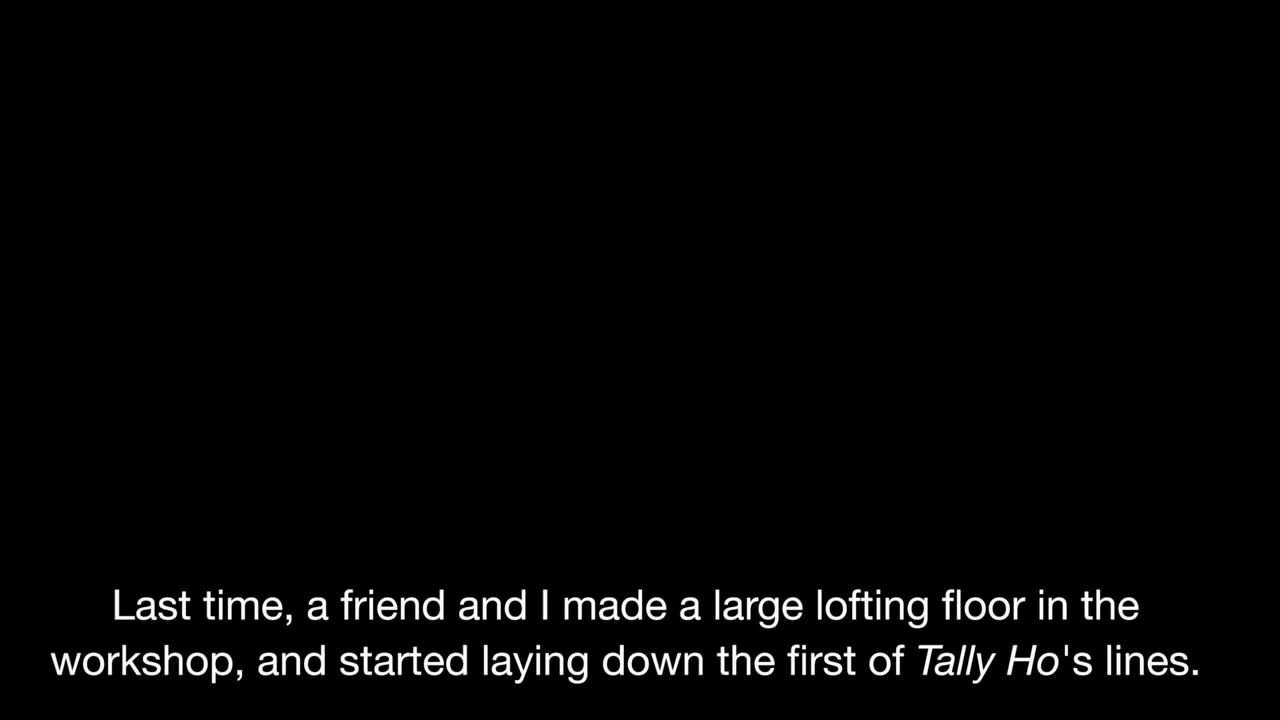 Last time, a friend and I made a large lofting floor in the
workshop, and started laying down the first of Tally Ho's lines.